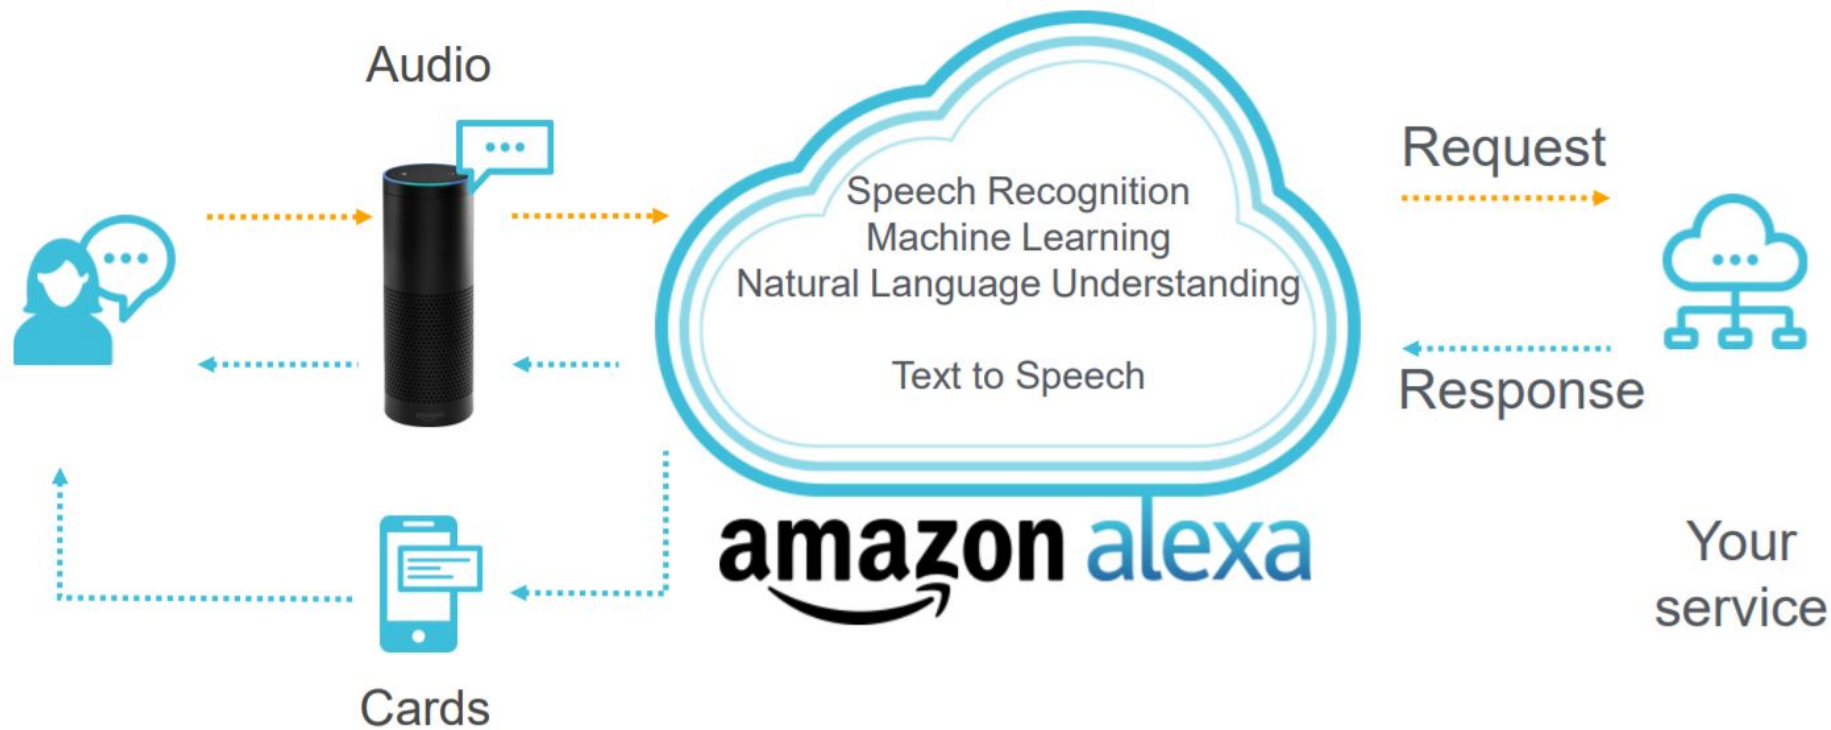 Audio
Speech Recognition
Machine Learning
Natural Language Understanding
Text to Speech
amazon alexa
Request
Response
Your
service
Cards